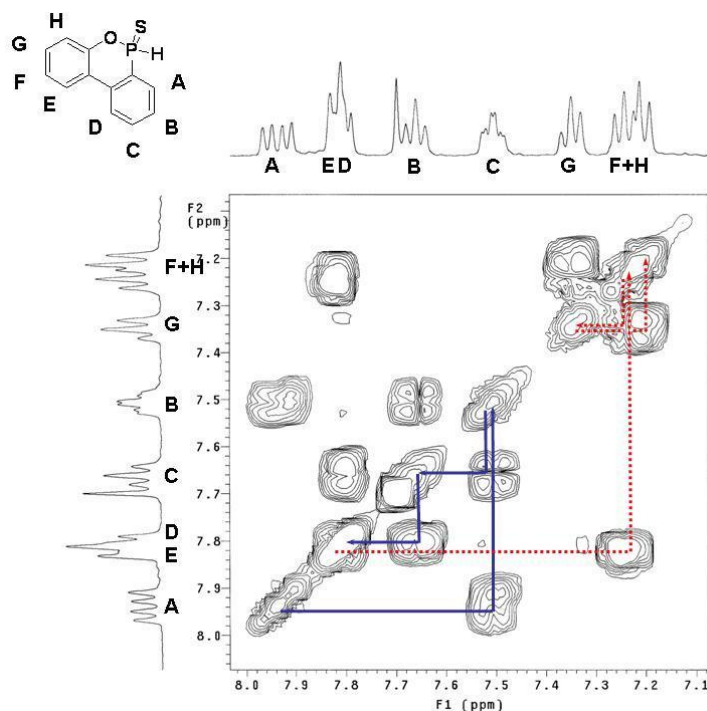 H
S
G
O
P
H
F
A
E
D
B
C
A
E D
B
C
G
F+H
F2
(ppm)
F+H
G
B
C
D
E
A
7.2
7.3
7.4
7.5
7.6
7.7
7.8
7.9
8.0
8.0 7.9 7.8 7.7 7.6 7.5 7.4 7.3 7.2 7.1
F1 (ppm)